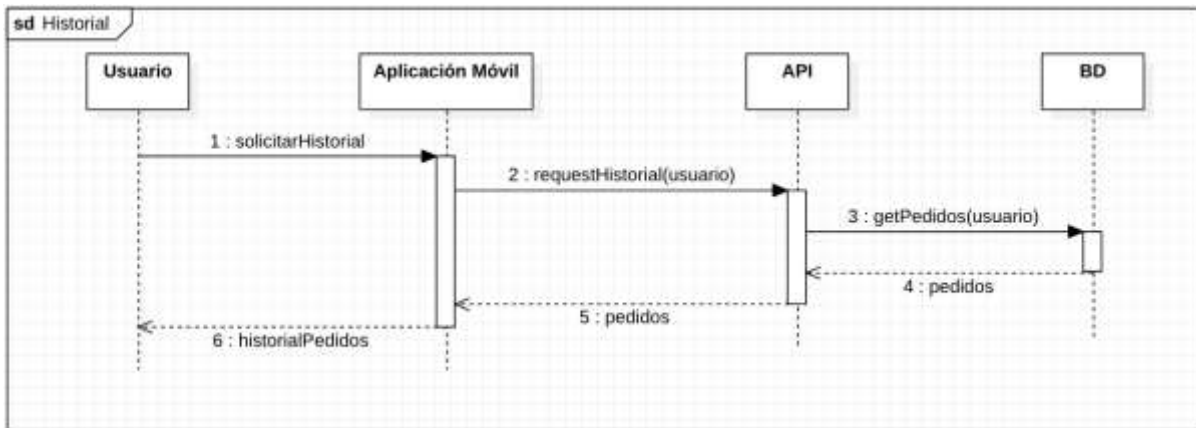 sd Historial
Usuario
Aplicación Móvil
API
BD
1 : solicitarHistorial
2 : requestHistorial(usuario)
3 : getPedidos(usuario)
4 : pedidos
5 : pedidos
6 : historialPedidos